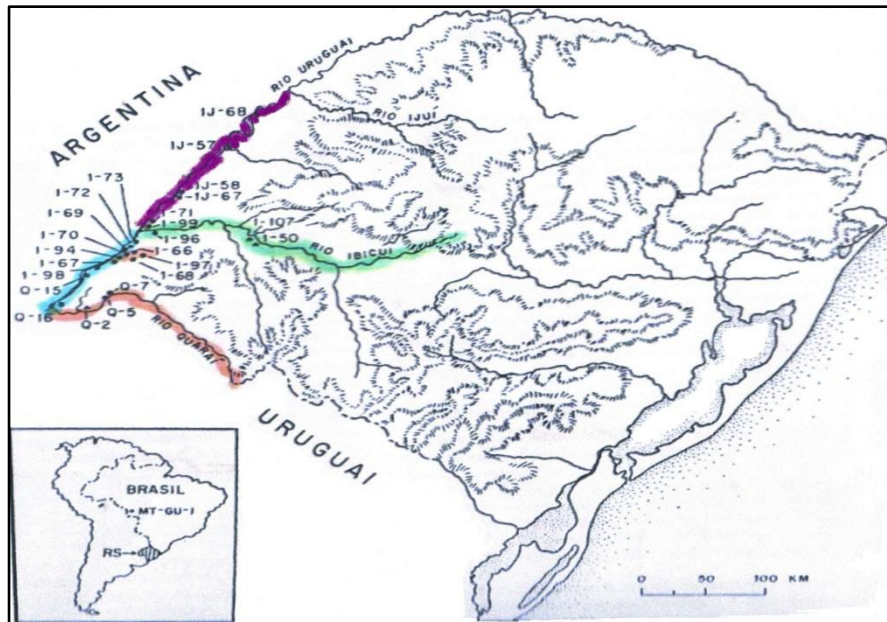 ARGENTINA
RIO URUGUAI
RIO IJUI
IJ-68
IJ-57
IJ-58
IJ-67
I-73
I-72
I-69
I-71
I-99
I-70
I-96
I-94
I-66
I-67
I-97
I-98
I-68
I-107
I-50
RIO IBICUI
Q-15
Q-16
Q-7
Q-5
Q-2
RIO
URUGUAI
BRASIL
MT-GU-1
RS
0 50 100 KM